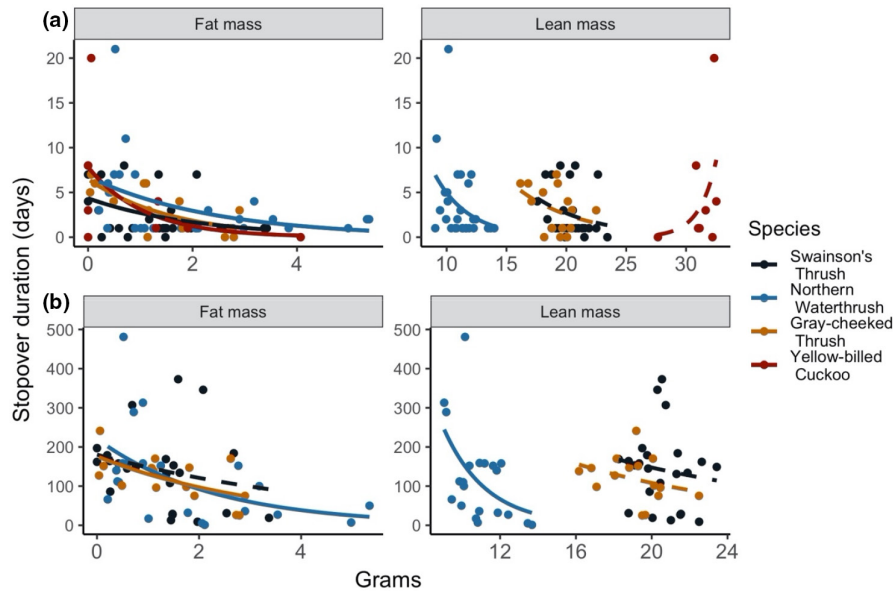 (a)
Fat mass
Lean mass
20
15
10
5
0
0 2 4
10 15 20 25 30
Stopover duration (days)
(b)
Fat mass
Lean mass
500
400
300
200
100
0
0 2 4
12 16 20 24
Grams
Species
Swainson's
Thrush
Northern
Waterthrush
Gray-cheeked
Thrush
Yellow-billed
Cuckoo